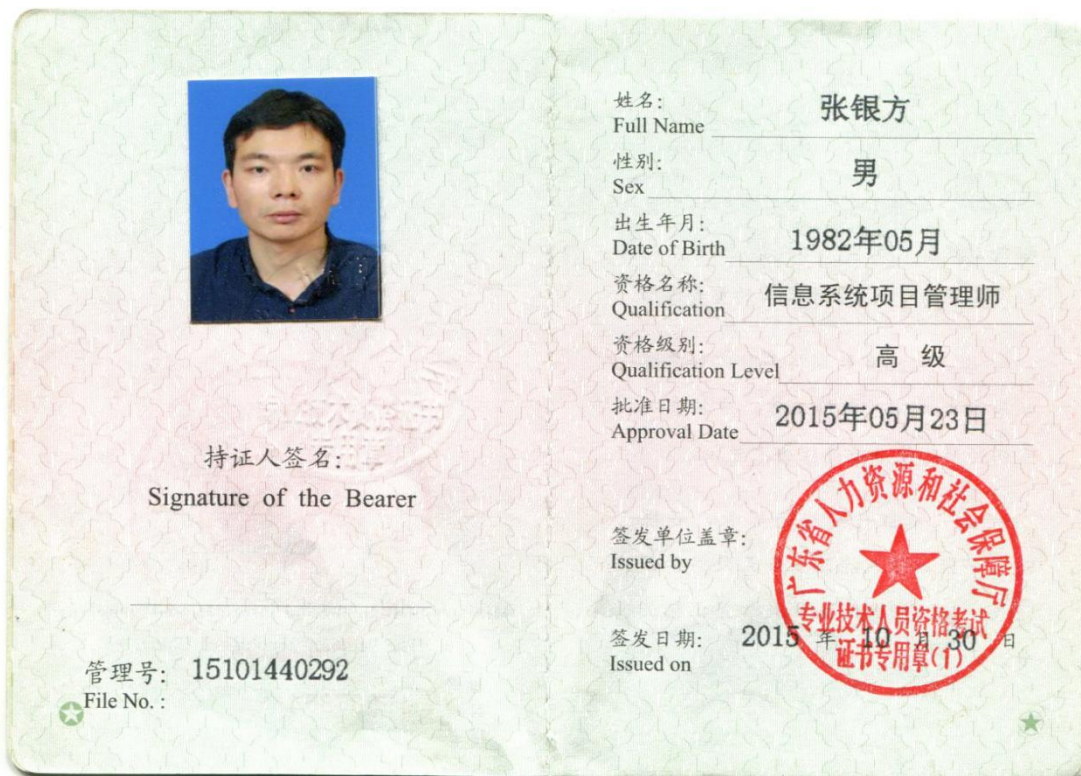 持证人签名:
Signature of the Bearer
管理号: 15101440292
File No. :
姓名: 张银方
Full Name
性别: 男
Sex
出生年月: 1982年05月
Date of Birth
资格名称: 信息系统项目管理师
Qualification
资格级别: 高 级
Qualification Level
批准日期: 2015年05月23日
Approval Date
签发单位盖章:
Issued by
广东省人力资源和社会保障厅
专业技术人员资格考试
证书专用章(1)
签发日期: 2015 年 10 月 30 日
Issued on